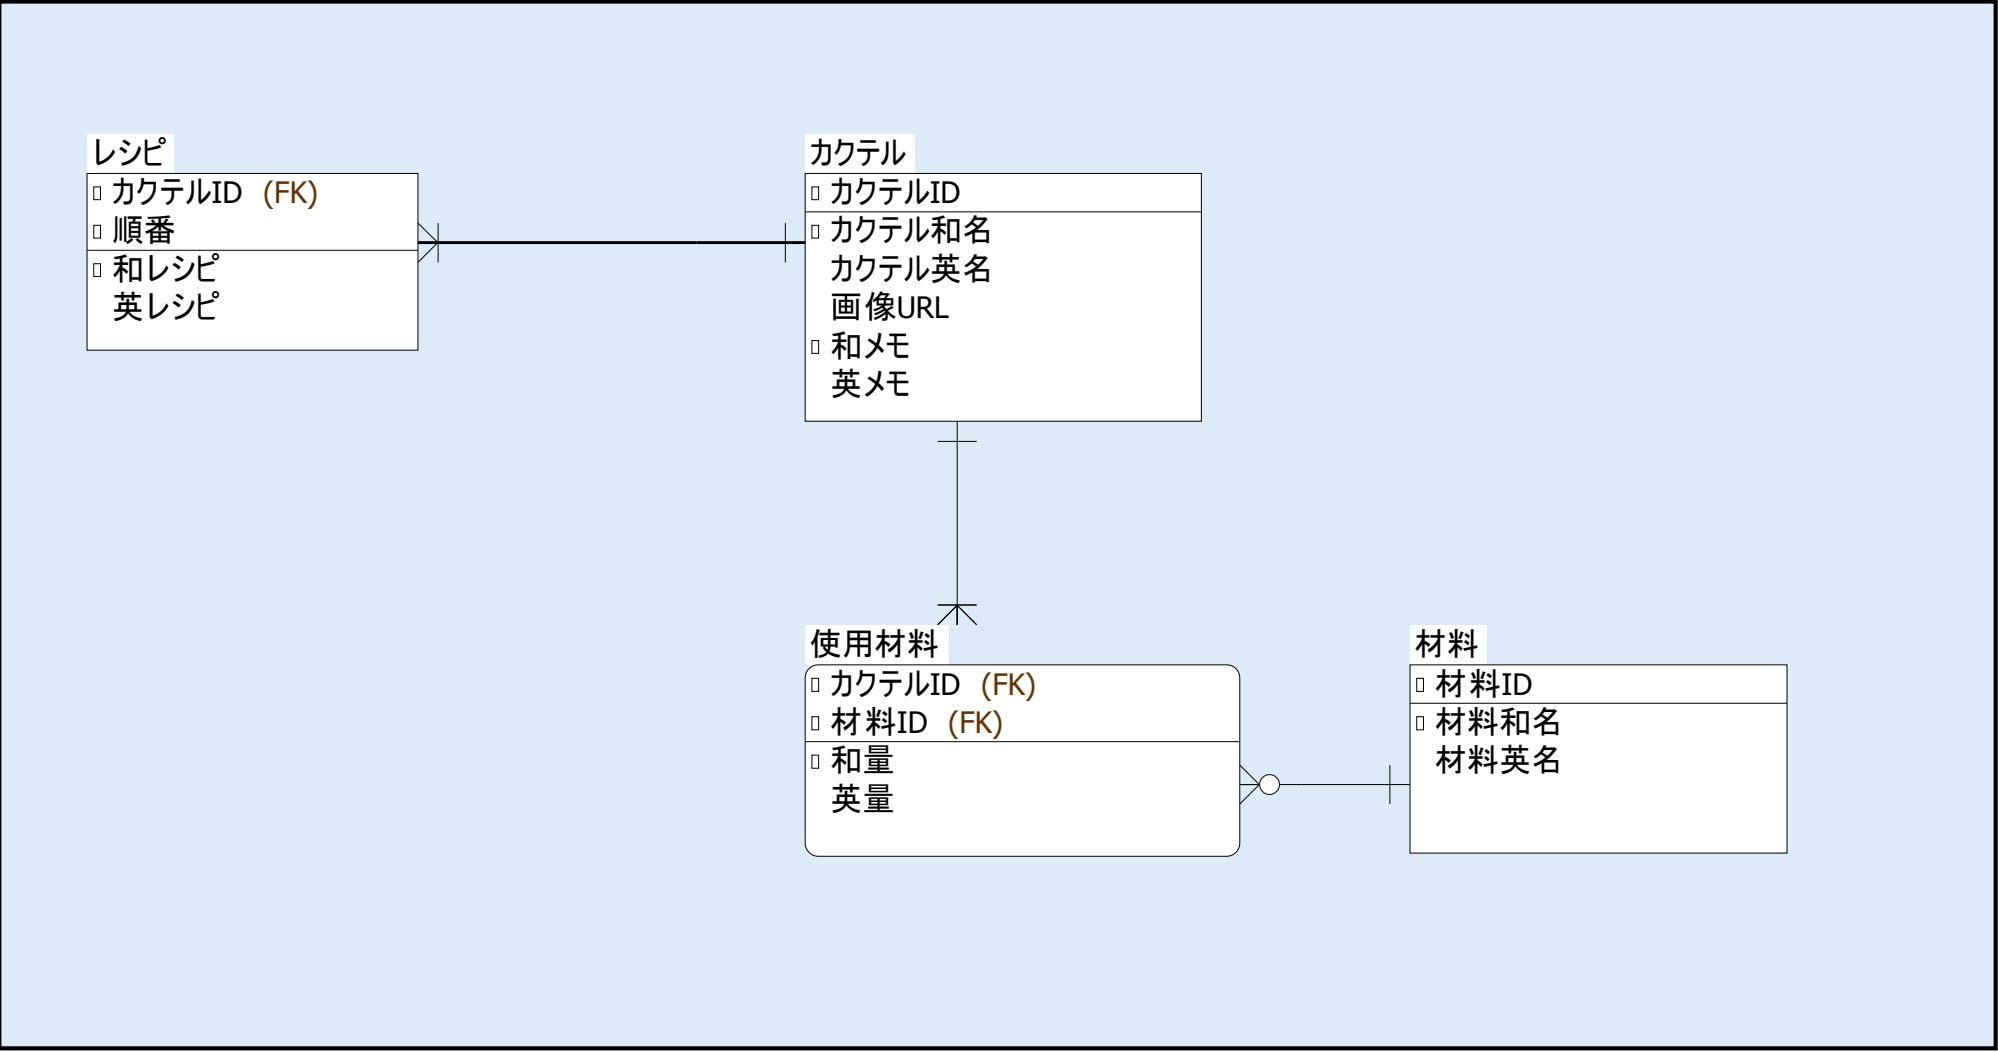 レシピ
カクテルID (FK)
順番
和レシピ
英レシピ
カクテル
カクテルID
カクテル和名
カクテル英名
画像URL
和メモ
英メモ
使用材料
カクテルID (FK)
材料ID (FK)
和量
英量
材料
材料ID
材料和名
材料英名